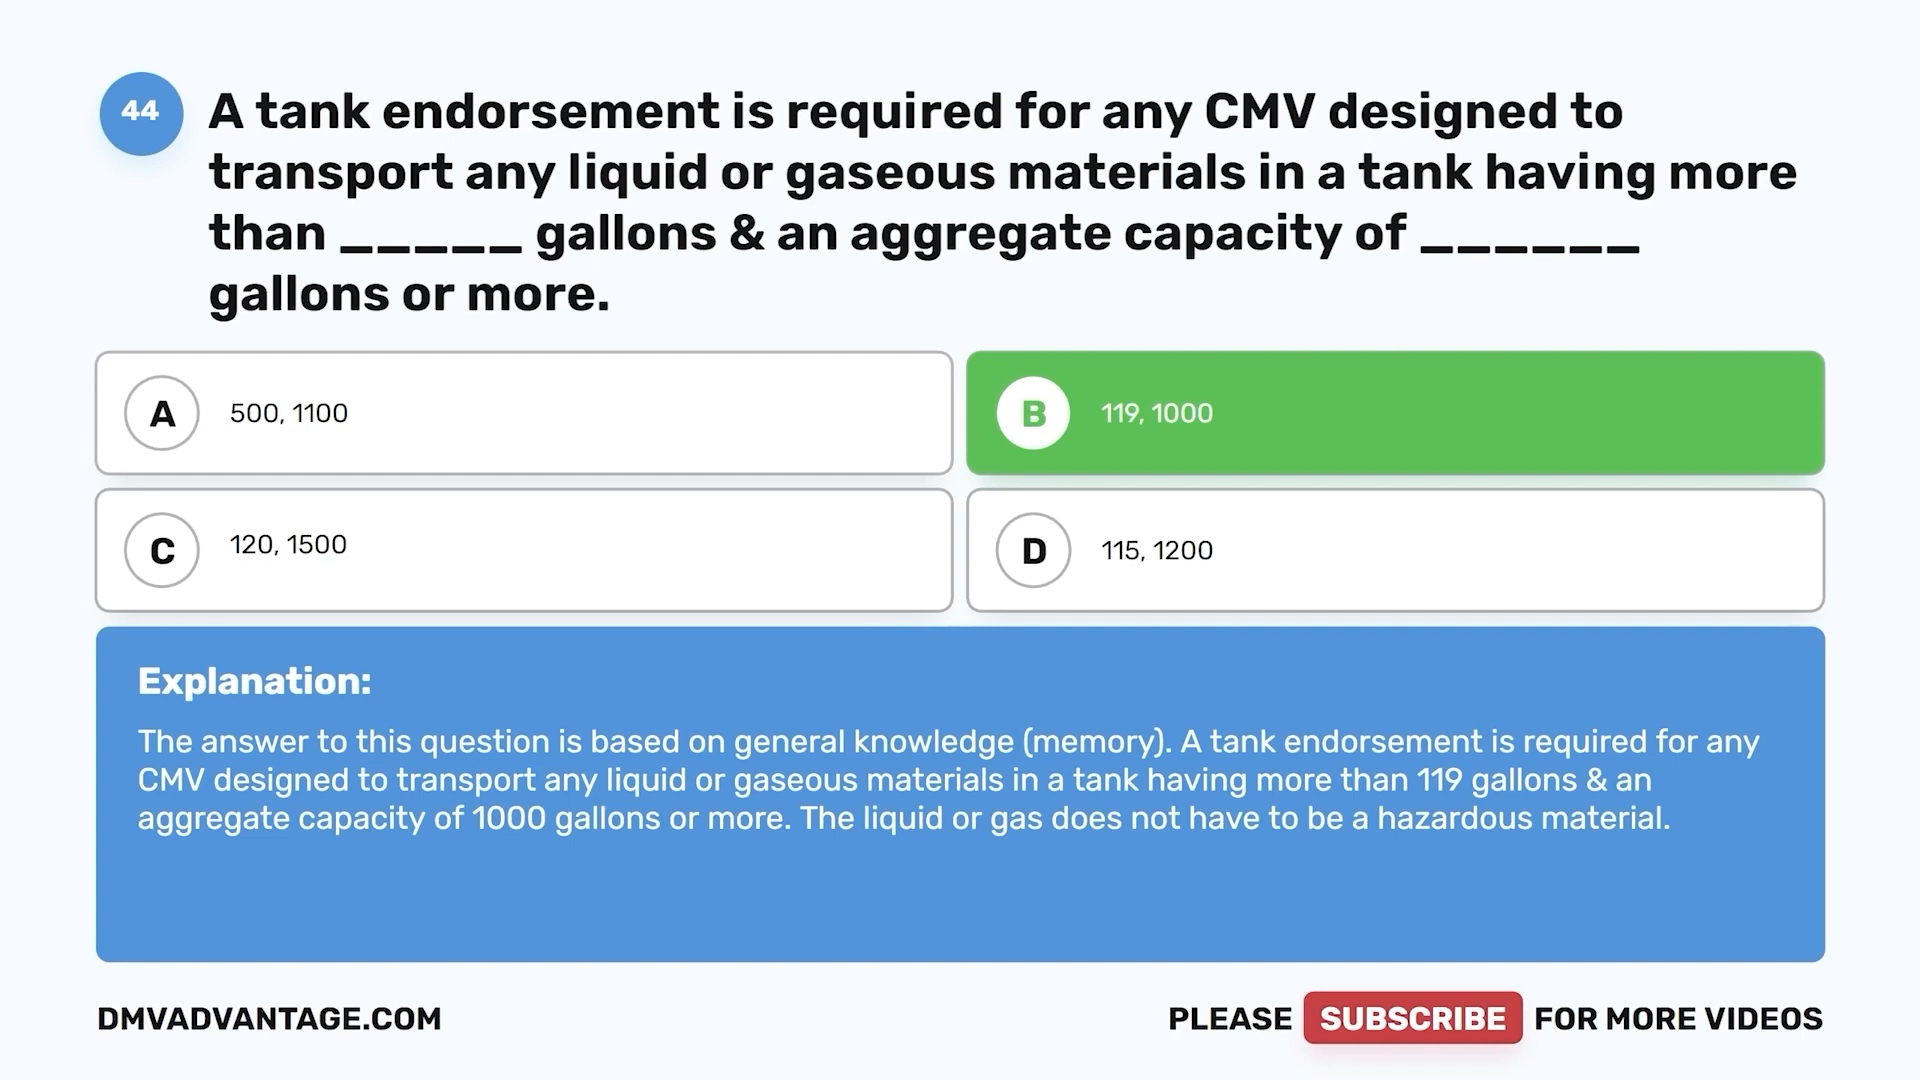 44
A tank endorsement is required for any CMV designed to
transport any liquid or gaseous materials in a tank having more
than _____ gallons & an aggregate capacity of ______
gallons or more.
A 500, 1100
B 119, 1000
C 120, 1500
D 115, 1200
Explanation:
The answer to this question is based on general knowledge (memory). A tank endorsement is required for any
CMV designed to transport any liquid or gaseous materials in a tank having more than 119 gallons & an
aggregate capacity of 1000 gallons or more. The liquid or gas does not have to be a hazardous material.
DMVADVANTAGE.COM
PLEASE SUBSCRIBE FOR MORE VIDEOS